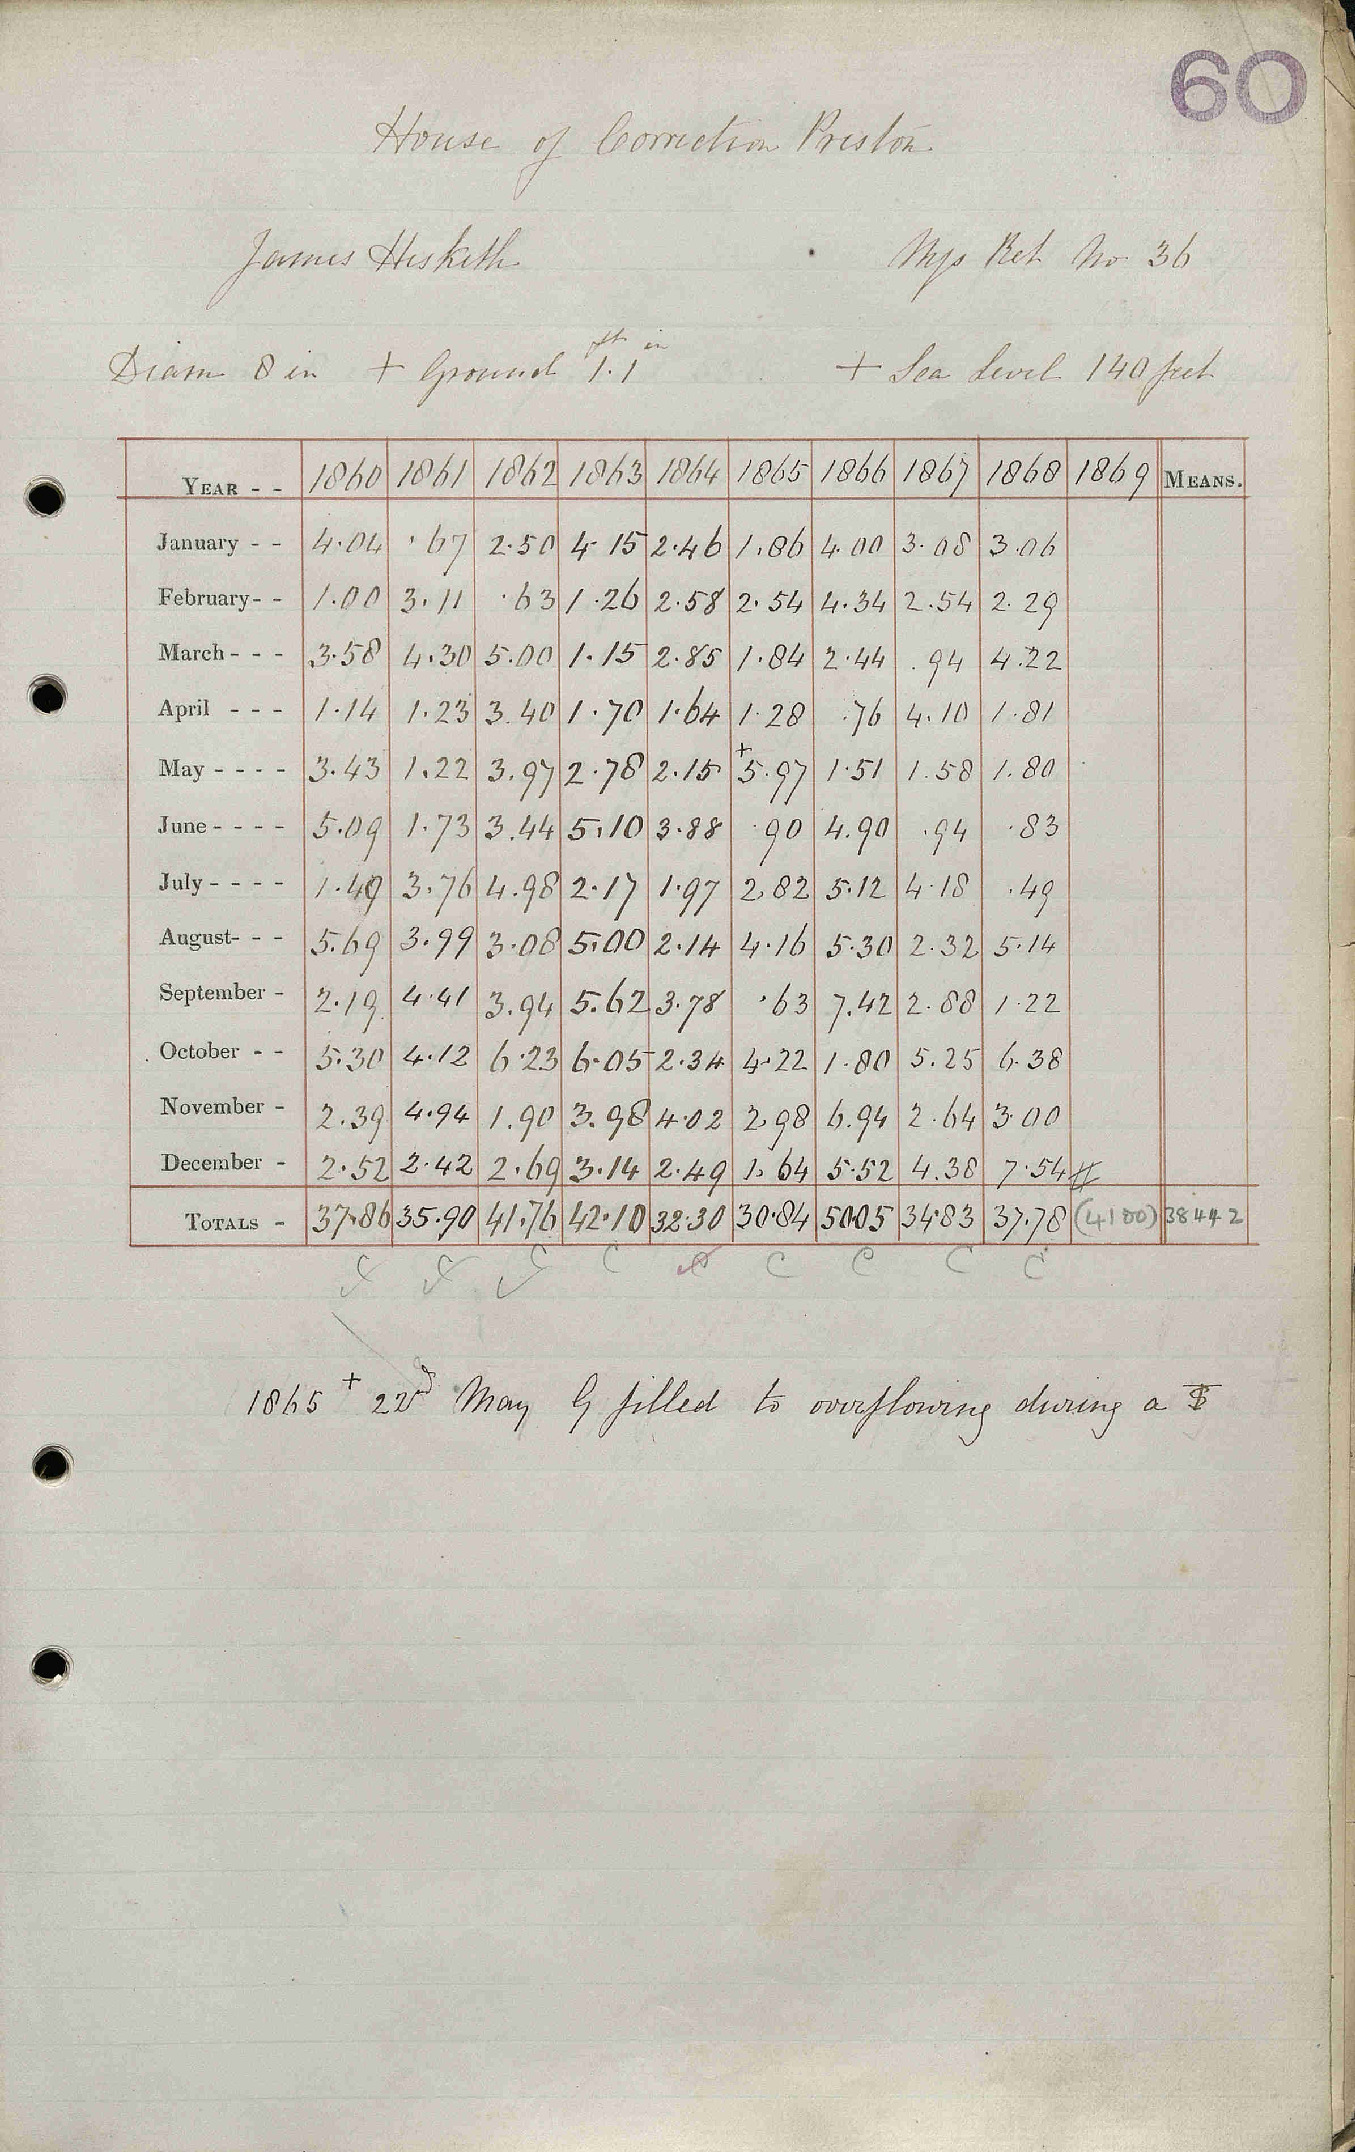 60
House of Correction Preston
James Hesketh Mss Ret No 36
Diam 8 in + Ground 1 ft. 1 in + Sea Level 140 feet
YEAR - - 1860 1861 1862 1863 1864 1865 1866 1867 1868 1869 MEANS.
January - - 4.04 .67 2.50 4.15 2.46 1.86 4.00 3.08 3.06
February - - 1.00 3.11 .63 1.26 2.58 2.54 4.34 2.54 2.29
March - - - 3.58 4.30 5.00 1.15 2.85 1.84 2.44 .94 4.22
April - - - 1.14 1.23 3.40 1.70 1.64 1.28 .76 4.10 1.81
May - - - - 3.43 1.22 3.97 2.78 2.15 +5.97 1.51 1.58 1.80
June - - - - 5.09 1.73 3.44 5.10 3.88 .90 4.90 .94 .83
July - - - - 1.49 3.76 4.98 2.17 1.97 2.82 5.12 4.18 .49
August - - - 5.69 3.99 3.08 5.00 2.14 4.16 5.30 2.32 5.14
September - 2.19 4.41 3.94 5.62 3.78 .63 7.42 2.88 1.22
October - - 5.30 4.12 6.23 6.05 2.34 4.22 1.80 5.25 6.38
November - 2.39 4.94 1.90 3.98 4.02 2.98 6.94 2.64 3.00
December - 2.52 2.42 2.69 3.14 2.49 1.64 5.52 4.38 7.54
TOTALS - 37.86 35.90 41.76 42.10 32.30 30.84 50.05 34.83 37.78 (4180) 38442
C C C C C C
1865 + 22d May G filled to overflowing during a